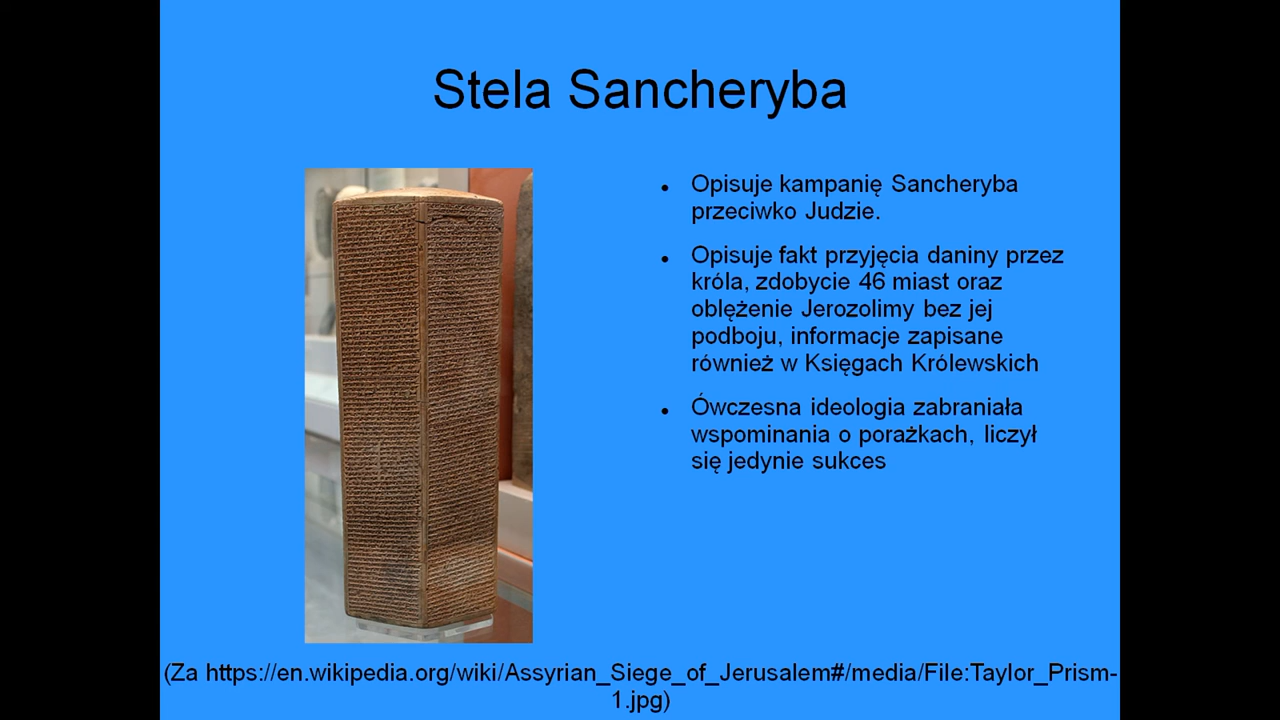 Stela Sancheryba
Opisuje kampanię Sancheryba
przeciwko Judzie.
Opisuje fakt przyjęcia daniny przez
króla, zdobycie 46 miast oraz
oblężenie Jerozolimy bez jej
podboju, informacje zapisane
również w Księgach Królewskich
Ówczesna ideologia zabraniała
wspominania o porażkach, liczył
się jedynie sukces
(Za https://en.wikipedia.org/wiki/Assyrian_Siege_of_Jerusalem#/media/File:Taylor_Prism-
1.jpg)